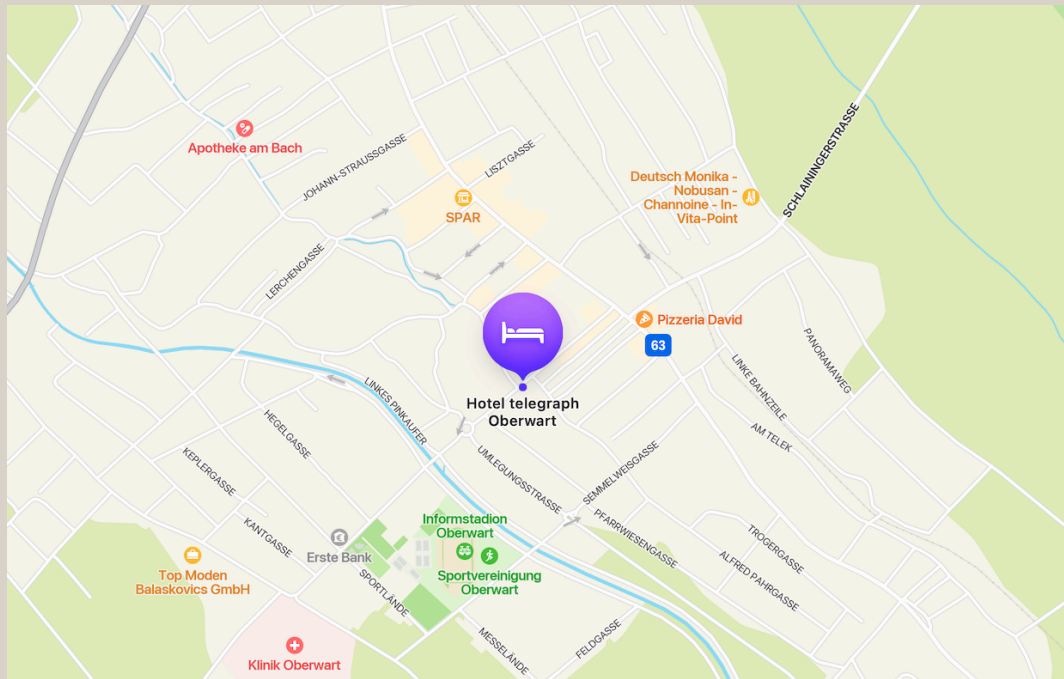 SCHLAININGERSTRASSE
Apotheke am Bach
JOHANN-STRAUSSGASSE
LISZTGASSE
Deutsch Monika -
Nobusan -
Channoine - In-
Vita-Point
SPAR
LERCHENGASSE
Pizzeria David
63
PANORAMAWEG
LINKE BAHNZEILE
Hotel telegraph
Oberwart
LINKES PINKAUFER
HEGELGASSE
AM TELEK
KEPLERGASSE
UMLEGUNGSSTRASSE
SEMMELWEISGASSE
KANTGASSE
Informstadion
Oberwart
PFARRWIESENGASSE
TROGERGASSE
Erste Bank
ALFRED PAHRGASSE
Top Moden
Balaskovics GmbH
Sportvereinigung
Oberwart
SPORTLÄNDE
MESSELÄNDE
FELDGASSE
Klinik Oberwart